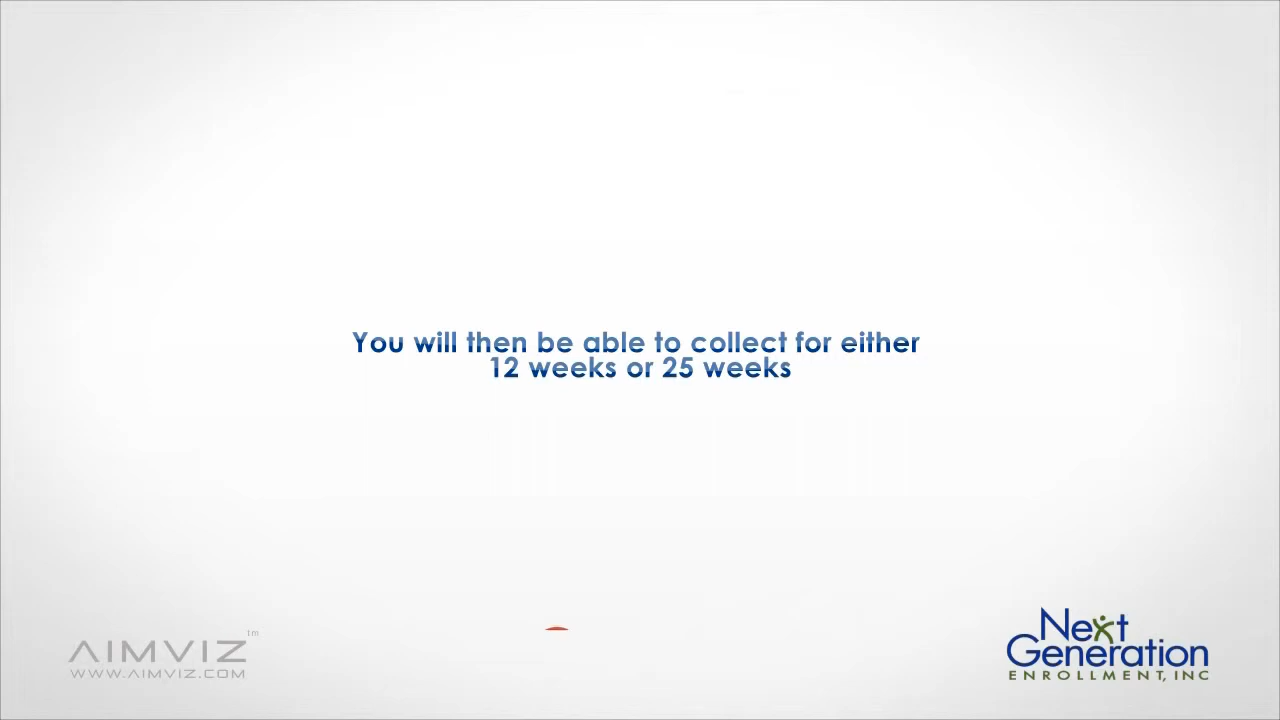 You will then be able to collect for either
12 weeks or 25 weeks
AIMVIZ™
WWW.AIMVIZ.COM
Next
Generation
ENROLLMENT, INC